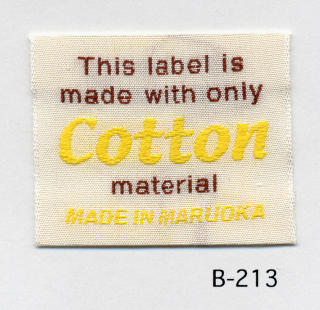 This label is
made with only
Cotton
material
MADE IN MARUOKA
B-213